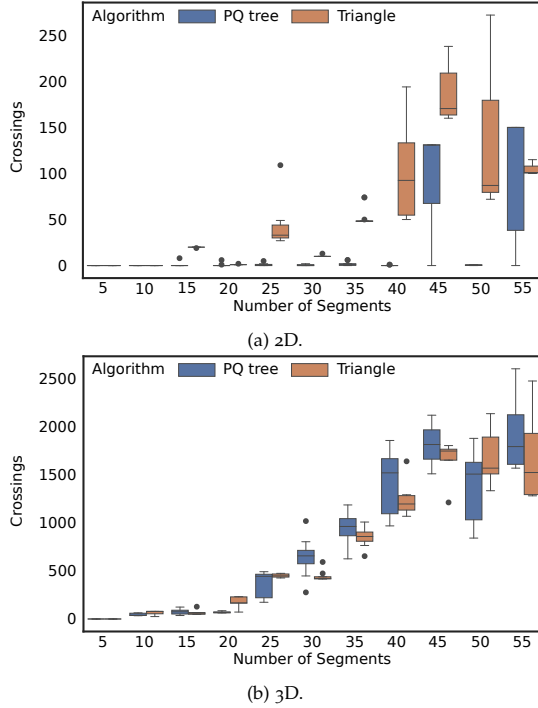 Algorithm PQ tree Triangle
250
200
150
100
50
0
Crossings
5 10 15 20 25 30 35 40 45 50 55
Number of Segments
(a) 2D.
Algorithm PQ tree Triangle
2500
2000
1500
1000
500
0
Crossings
5 10 15 20 25 30 35 40 45 50 55
Number of Segments
(b) 3D.